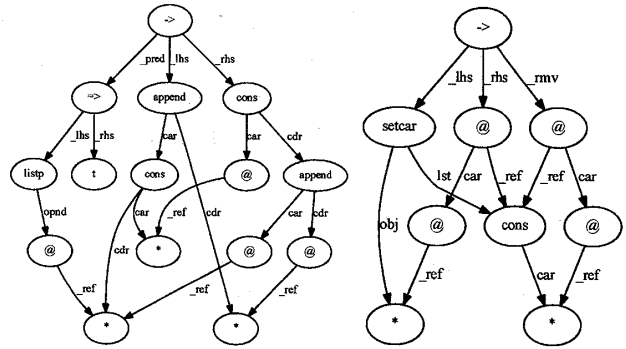 -> ->
_pred _lhs _rhs _lhs _rhs _rmv
=> append cons setcar @ @
_lhs _rhs car car cdr lst car _ref _ref car
listp t cons @ append @ cons @
opnd car _ref cdr car cdr obj
@ cdr * @ @ _ref car _ref
_ref _ref _ref
* * * *